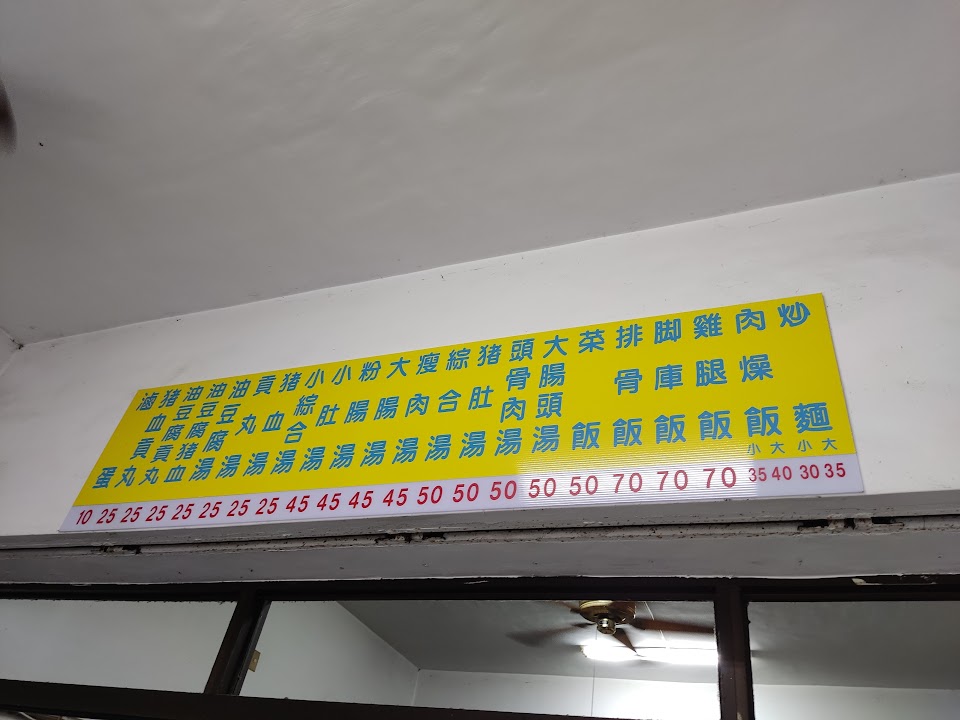 炒麵 小 大 30 35
肉燥飯 小 大 35 40
雞腿飯 70
脚庫飯 70
排骨飯 70
菜飯 50
大腸頭湯 50
頭骨肉湯 50
猪肚湯 50
綜合湯 50
瘦肉湯 45
大腸湯 45
粉腸湯 45
小肚湯 45
小綜合湯 25
猪血湯 25
貢丸湯 25
油豆腐湯 25
油豆腐猪血 25
油豆腐貢丸 25
猪血貢丸 25
滷蛋 10